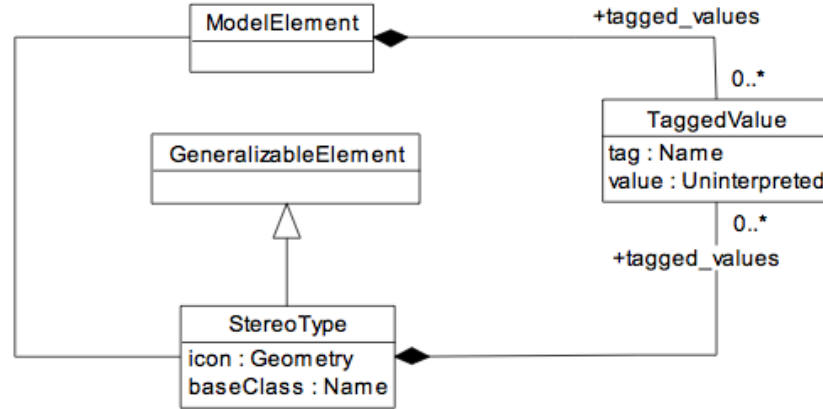 ModelElement
+tagged_values
0..*
TaggedValue
tag : Name
value : Uninterpreted
GeneralizableElement
0..*
+tagged_values
StereoType
icon : Geometry
baseClass : Name